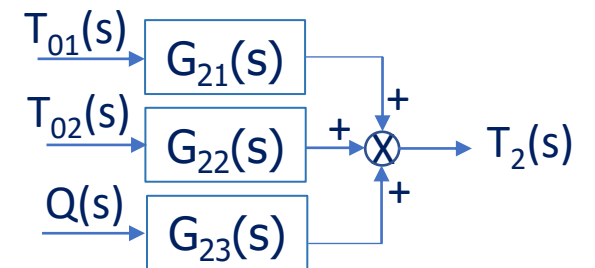 T₀₁(s)
G₂₁(s)
+
T₀₂(s)
G₂₂(s)
+
X
T₂(s)
Q(s)
G₂₃(s)
+